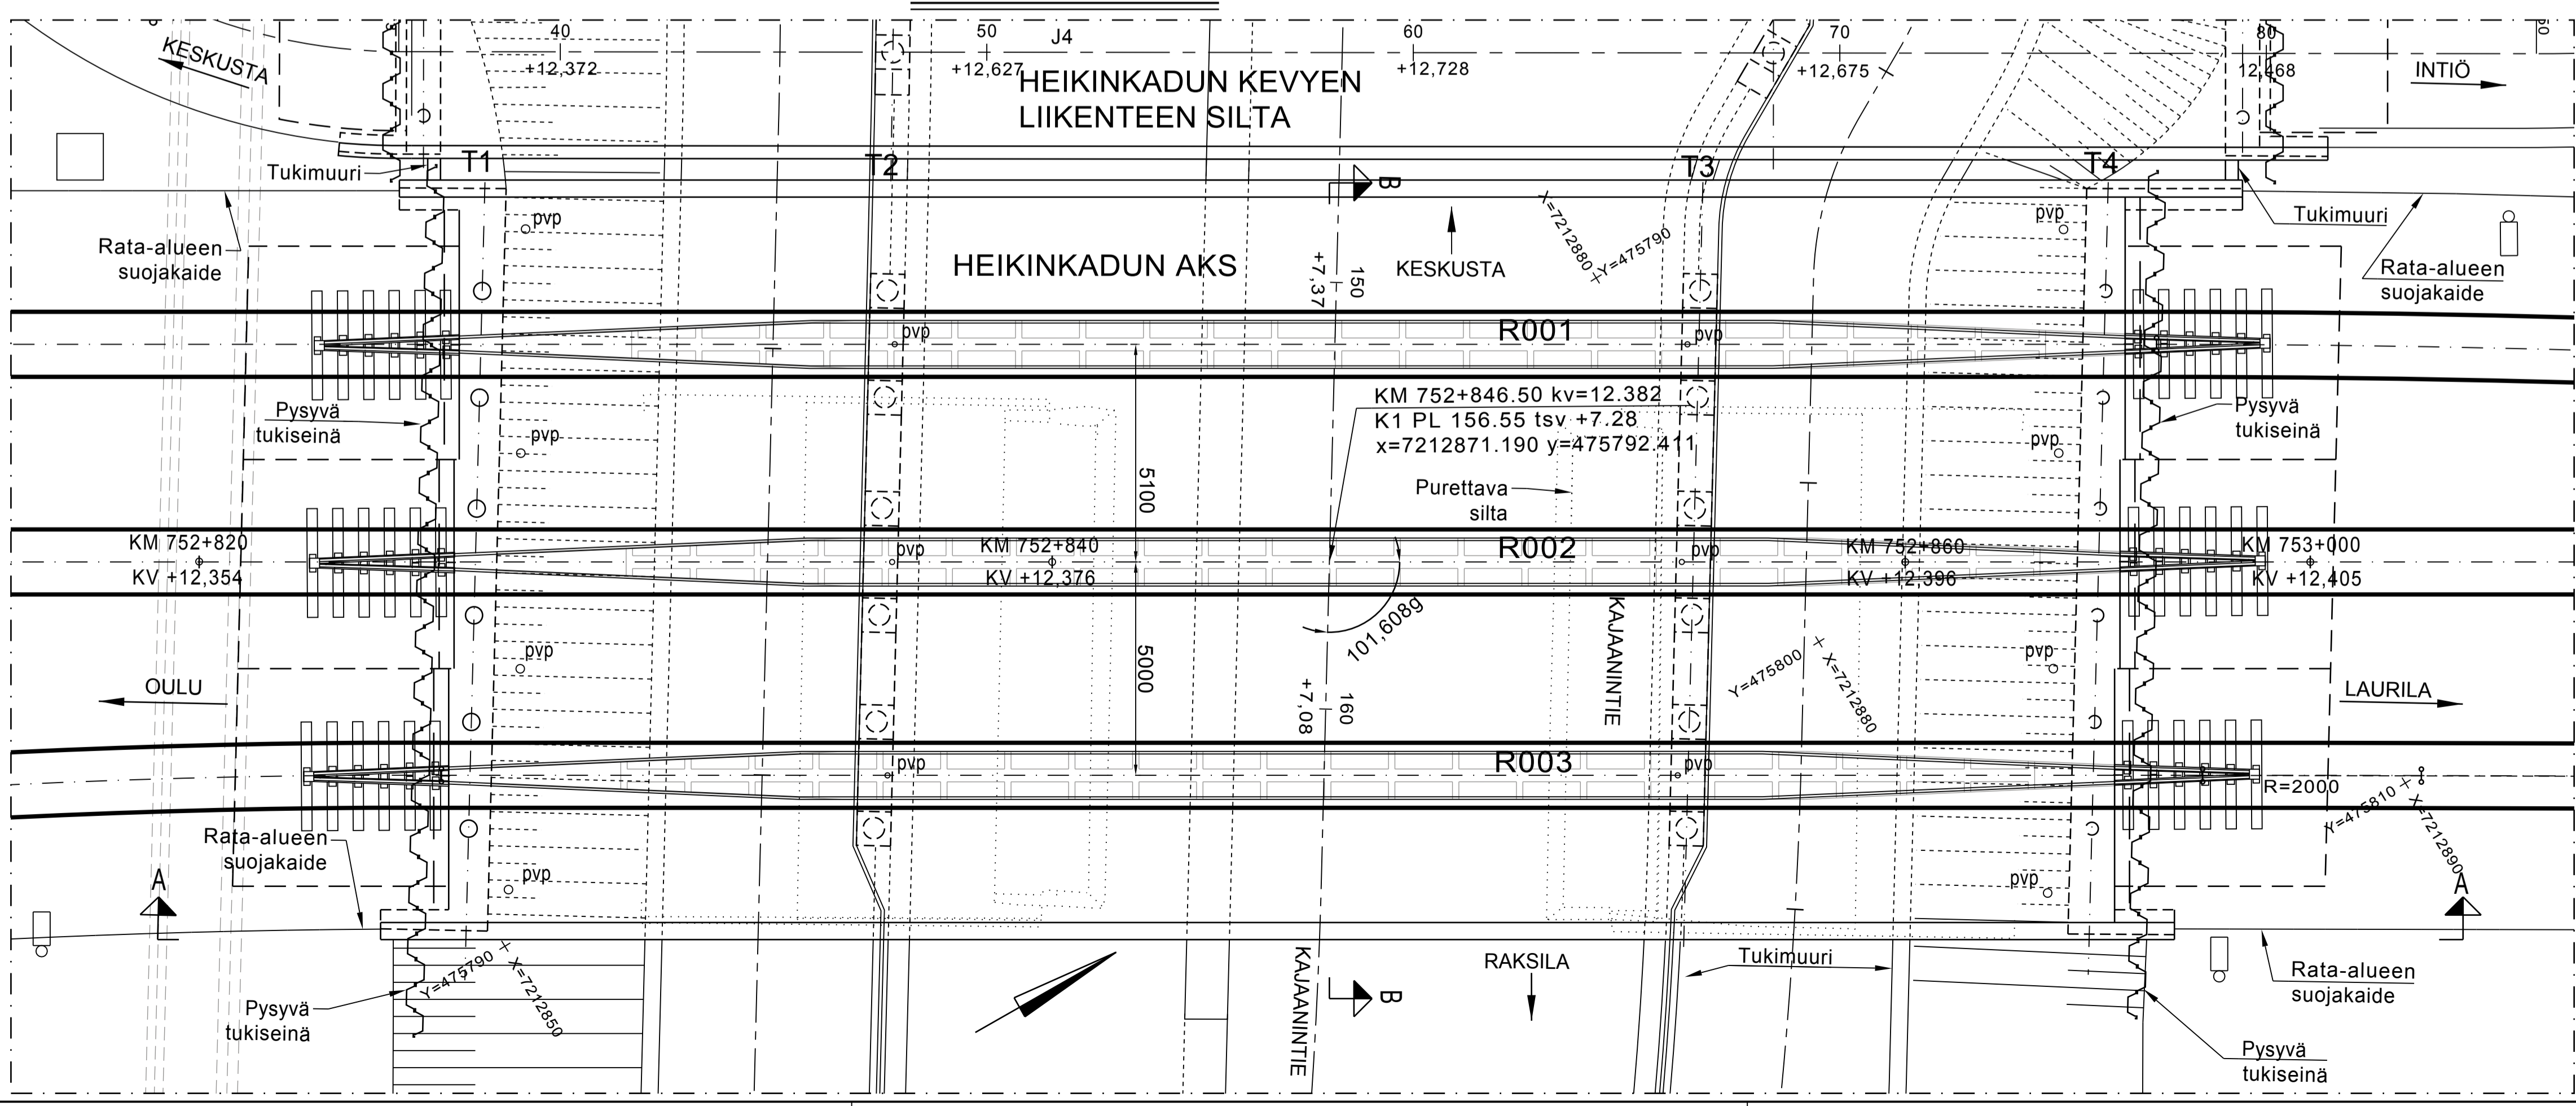 40
50
J4
60
70
80
+12,372
+12,627
+12,728
+12,675
12,468
KESKUSTA
INTIÖ
HEIKINKADUN KEVYEN
LIIKENTEEN SILTA
Tukimuuri
T1
T2
T3
T4
B
pvp
pvp
Tukimuuri
Rata-alueen
suojakaide
HEIKINKADUN AKS
+7,37
150
KESKUSTA
X=7212880
Y=475790
Rata-alueen
suojakaide
pvp
R001
pvp
KM 752+846.50 kv=12.382
K1 PL 156.55 tsv +7.28
x=7212871.190 y=475792.411
Pysyvä
tukiseinä
pvp
pvp
Pysyvä
tukiseinä
5100
Purettava
silta
KM 752+820
KV +12,354
pvp
KM 752+840
KV +12,376
R002
pvp
KM 752+860
KV +12,396
KM 753+000
KV +12,405
101,608g
KAJAANINTIE
pvp
5000
pvp
Y=475800
X=7212880
OULU
+7,08
160
LAURILA
pvp
R003
pvp
R=2000
Y=475810
X=7212890
Rata-alueen
suojakaide
pvp
pvp
A
A
Y=475790
X=7212850
KAJAANINTIE
RAKSILA
B
Tukimuuri
Rata-alueen
suojakaide
Pysyvä
tukiseinä
Pysyvä
tukiseinä